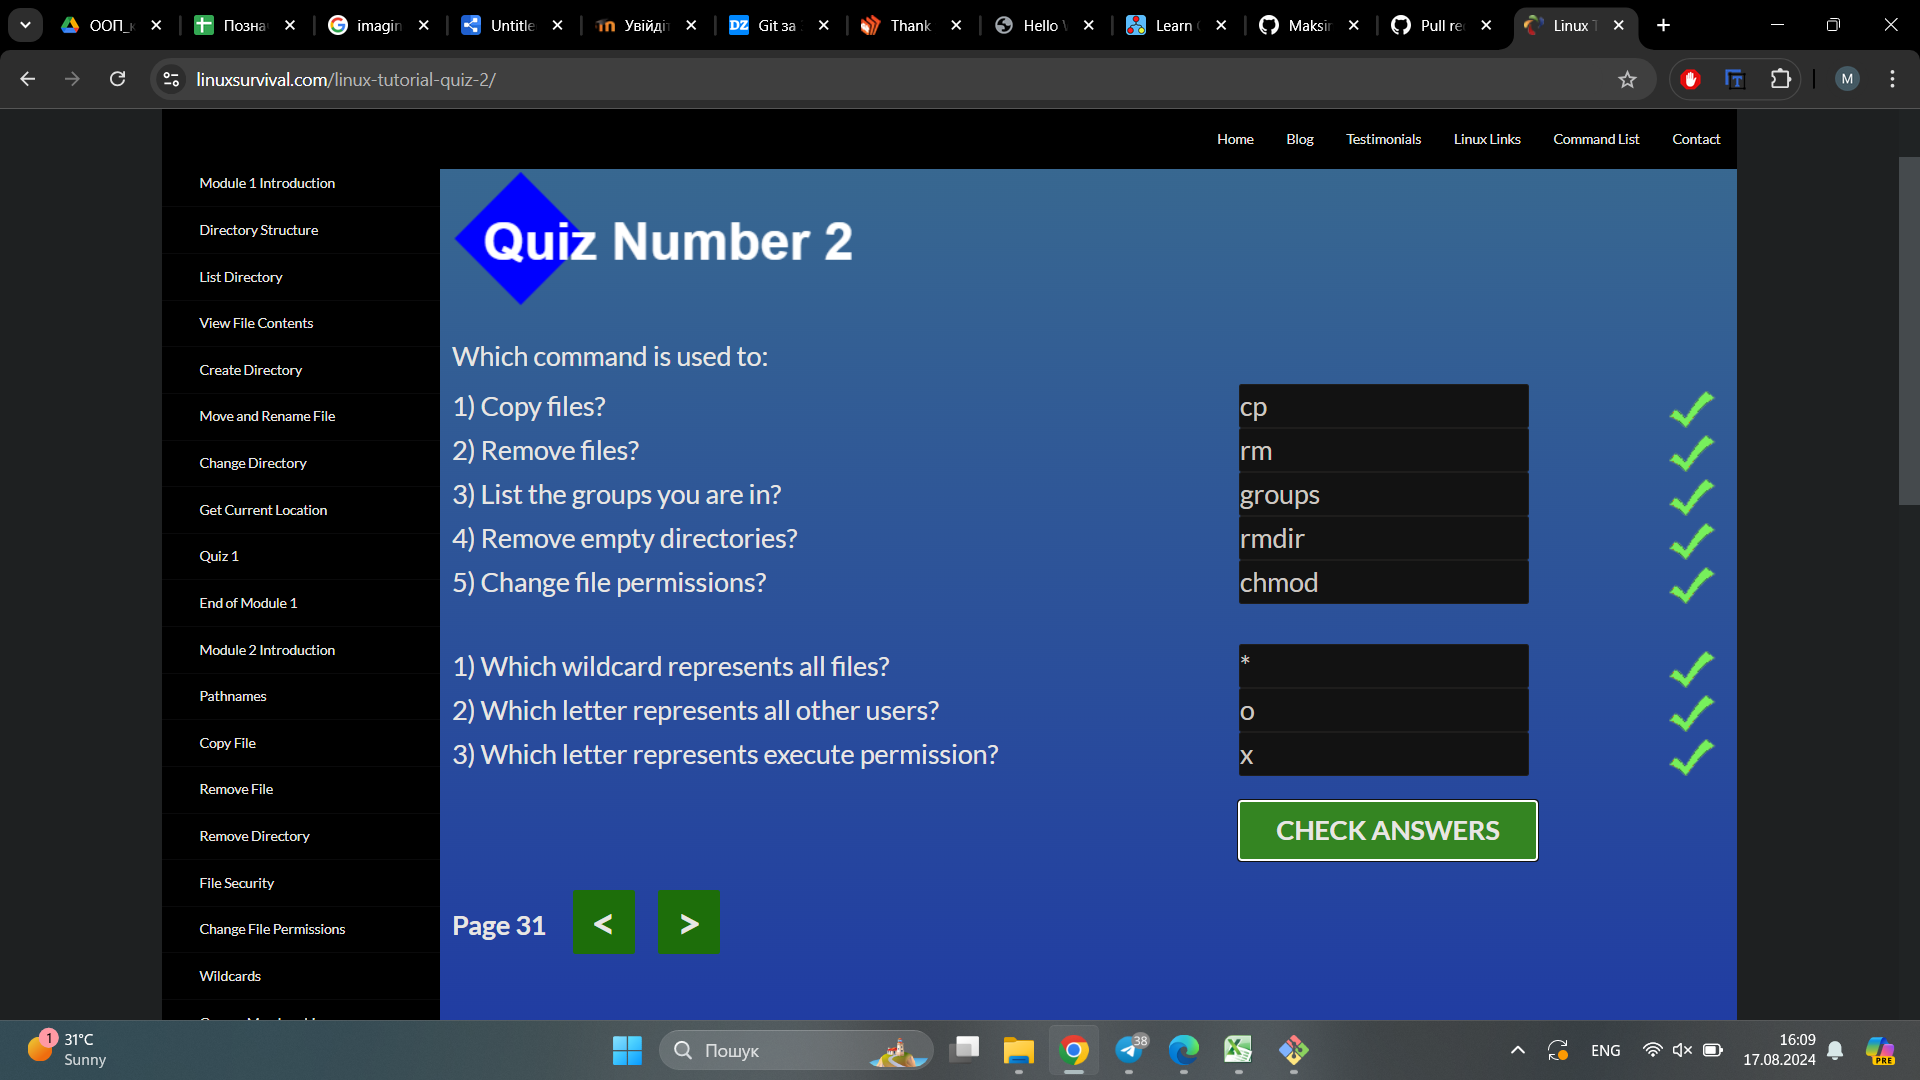 ООП_к
Позна
imagin
Untitle
Увійді
Git за
Thank
Hello
Learn
Maksi
Pull re
Linux
linuxsurvival.com/linux-tutorial-quiz-2/
M
Home Blog Testimonials Linux Links Command List Contact
Module 1 Introduction
Directory Structure
List Directory
View File Contents
Create Directory
Move and Rename File
Change Directory
Get Current Location
Quiz 1
End of Module 1
Module 2 Introduction
Pathnames
Copy File
Remove File
Remove Directory
File Security
Change File Permissions
Wildcards
Quiz Number 2
Which command is used to:
1) Copy files? cp
2) Remove files? rm
3) List the groups you are in? groups
4) Remove empty directories? rmdir
5) Change file permissions? chmod
1) Which wildcard represents all files? *
2) Which letter represents all other users? o
3) Which letter represents execute permission? x
CHECK ANSWERS
Page 31 < >
1
31°C
Sunny
Пошук
38
ENG
16:09
17.08.2024
PRE